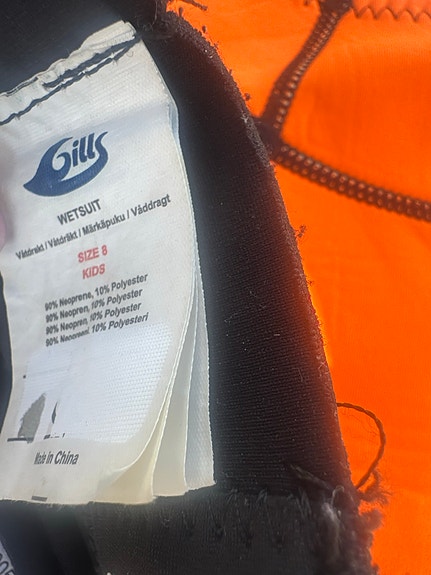 Gills
WETSUIT
Våtdrakt / Våtdräkt / Märkäpuku / Våddragt
SIZE 8
KIDS
90% Neoprene, 10% Polyester
90% Neopren, 10% Polyester
90% Neopren, 10% Polyester
90% Neopreeni, 10% Polyesteri
Made in China